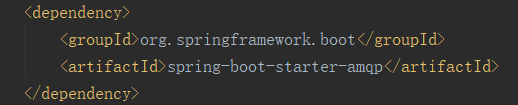 <dependency>
    <groupId>org.springframework.boot</groupId>
    <artifactId>spring-boot-starter-amqp</artifactId>
</dependency>